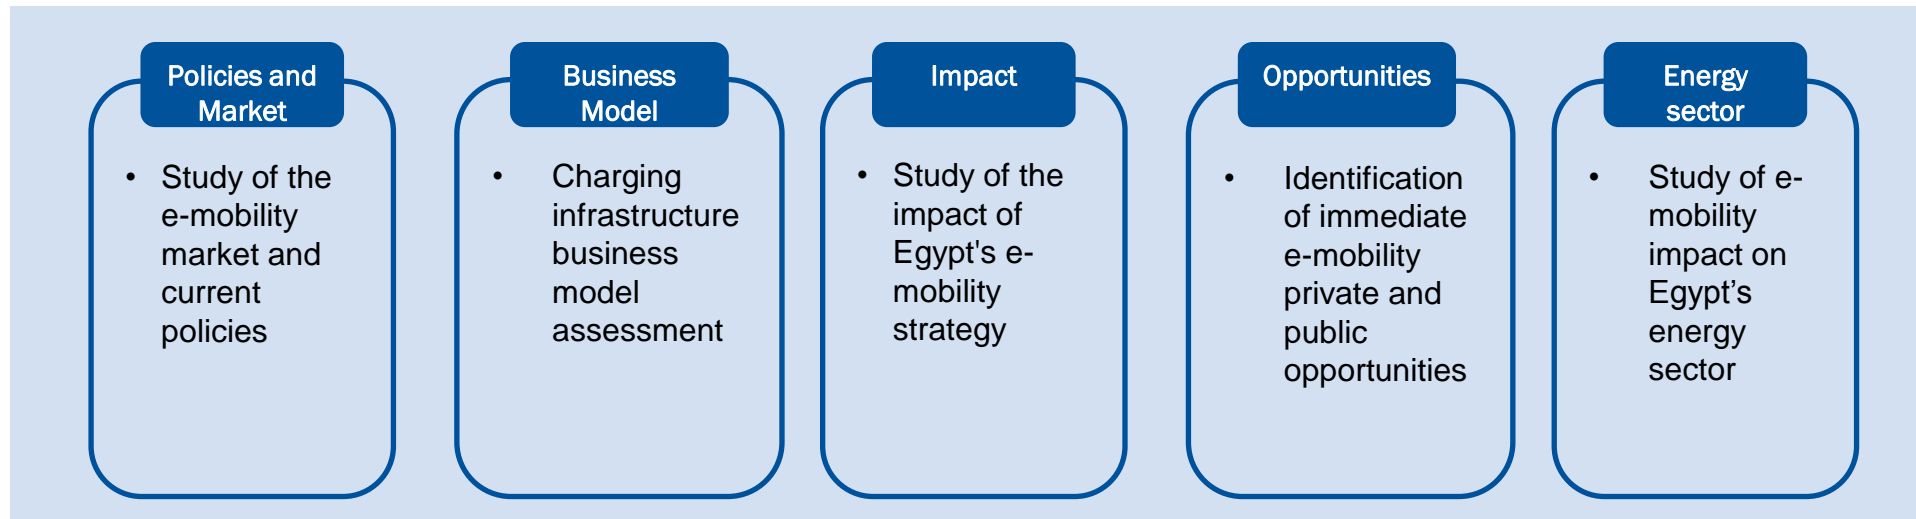 Policies and
Market
• Study of the
e-mobility
market and
current
policies
Business
Model
• Charging
infrastructure
business
model
assessment
Impact
• Study of the
impact of
Egypt's e-
mobility
strategy
Opportunities
• Identification
of immediate
e-mobility
private and
public
opportunities
Energy
sector
• Study of e-
mobility
impact on
Egypt’s
energy
sector